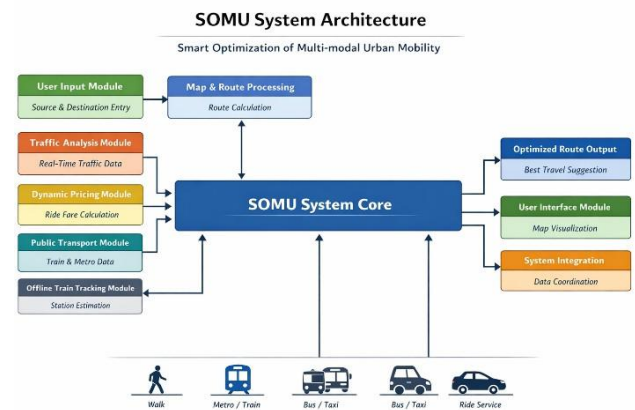 SOMU System Architecture
Smart Optimization of Multi-modal Urban Mobility
User Input Module
Source & Destination Entry
Map & Route Processing
Route Calculation
Traffic Analysis Module
Real-Time Traffic Data
Dynamic Pricing Module
Ride Fare Calculation
Public Transport Module
Train & Metro Data
Offline Train Tracking Module
Station Estimation
SOMU System Core
Optimized Route Output
Best Travel Suggestion
User Interface Module
Map Visualization
System Integration
Data Coordination
Walk
Metro / Train
Bus / Taxi
Bus / Taxi
Ride Service